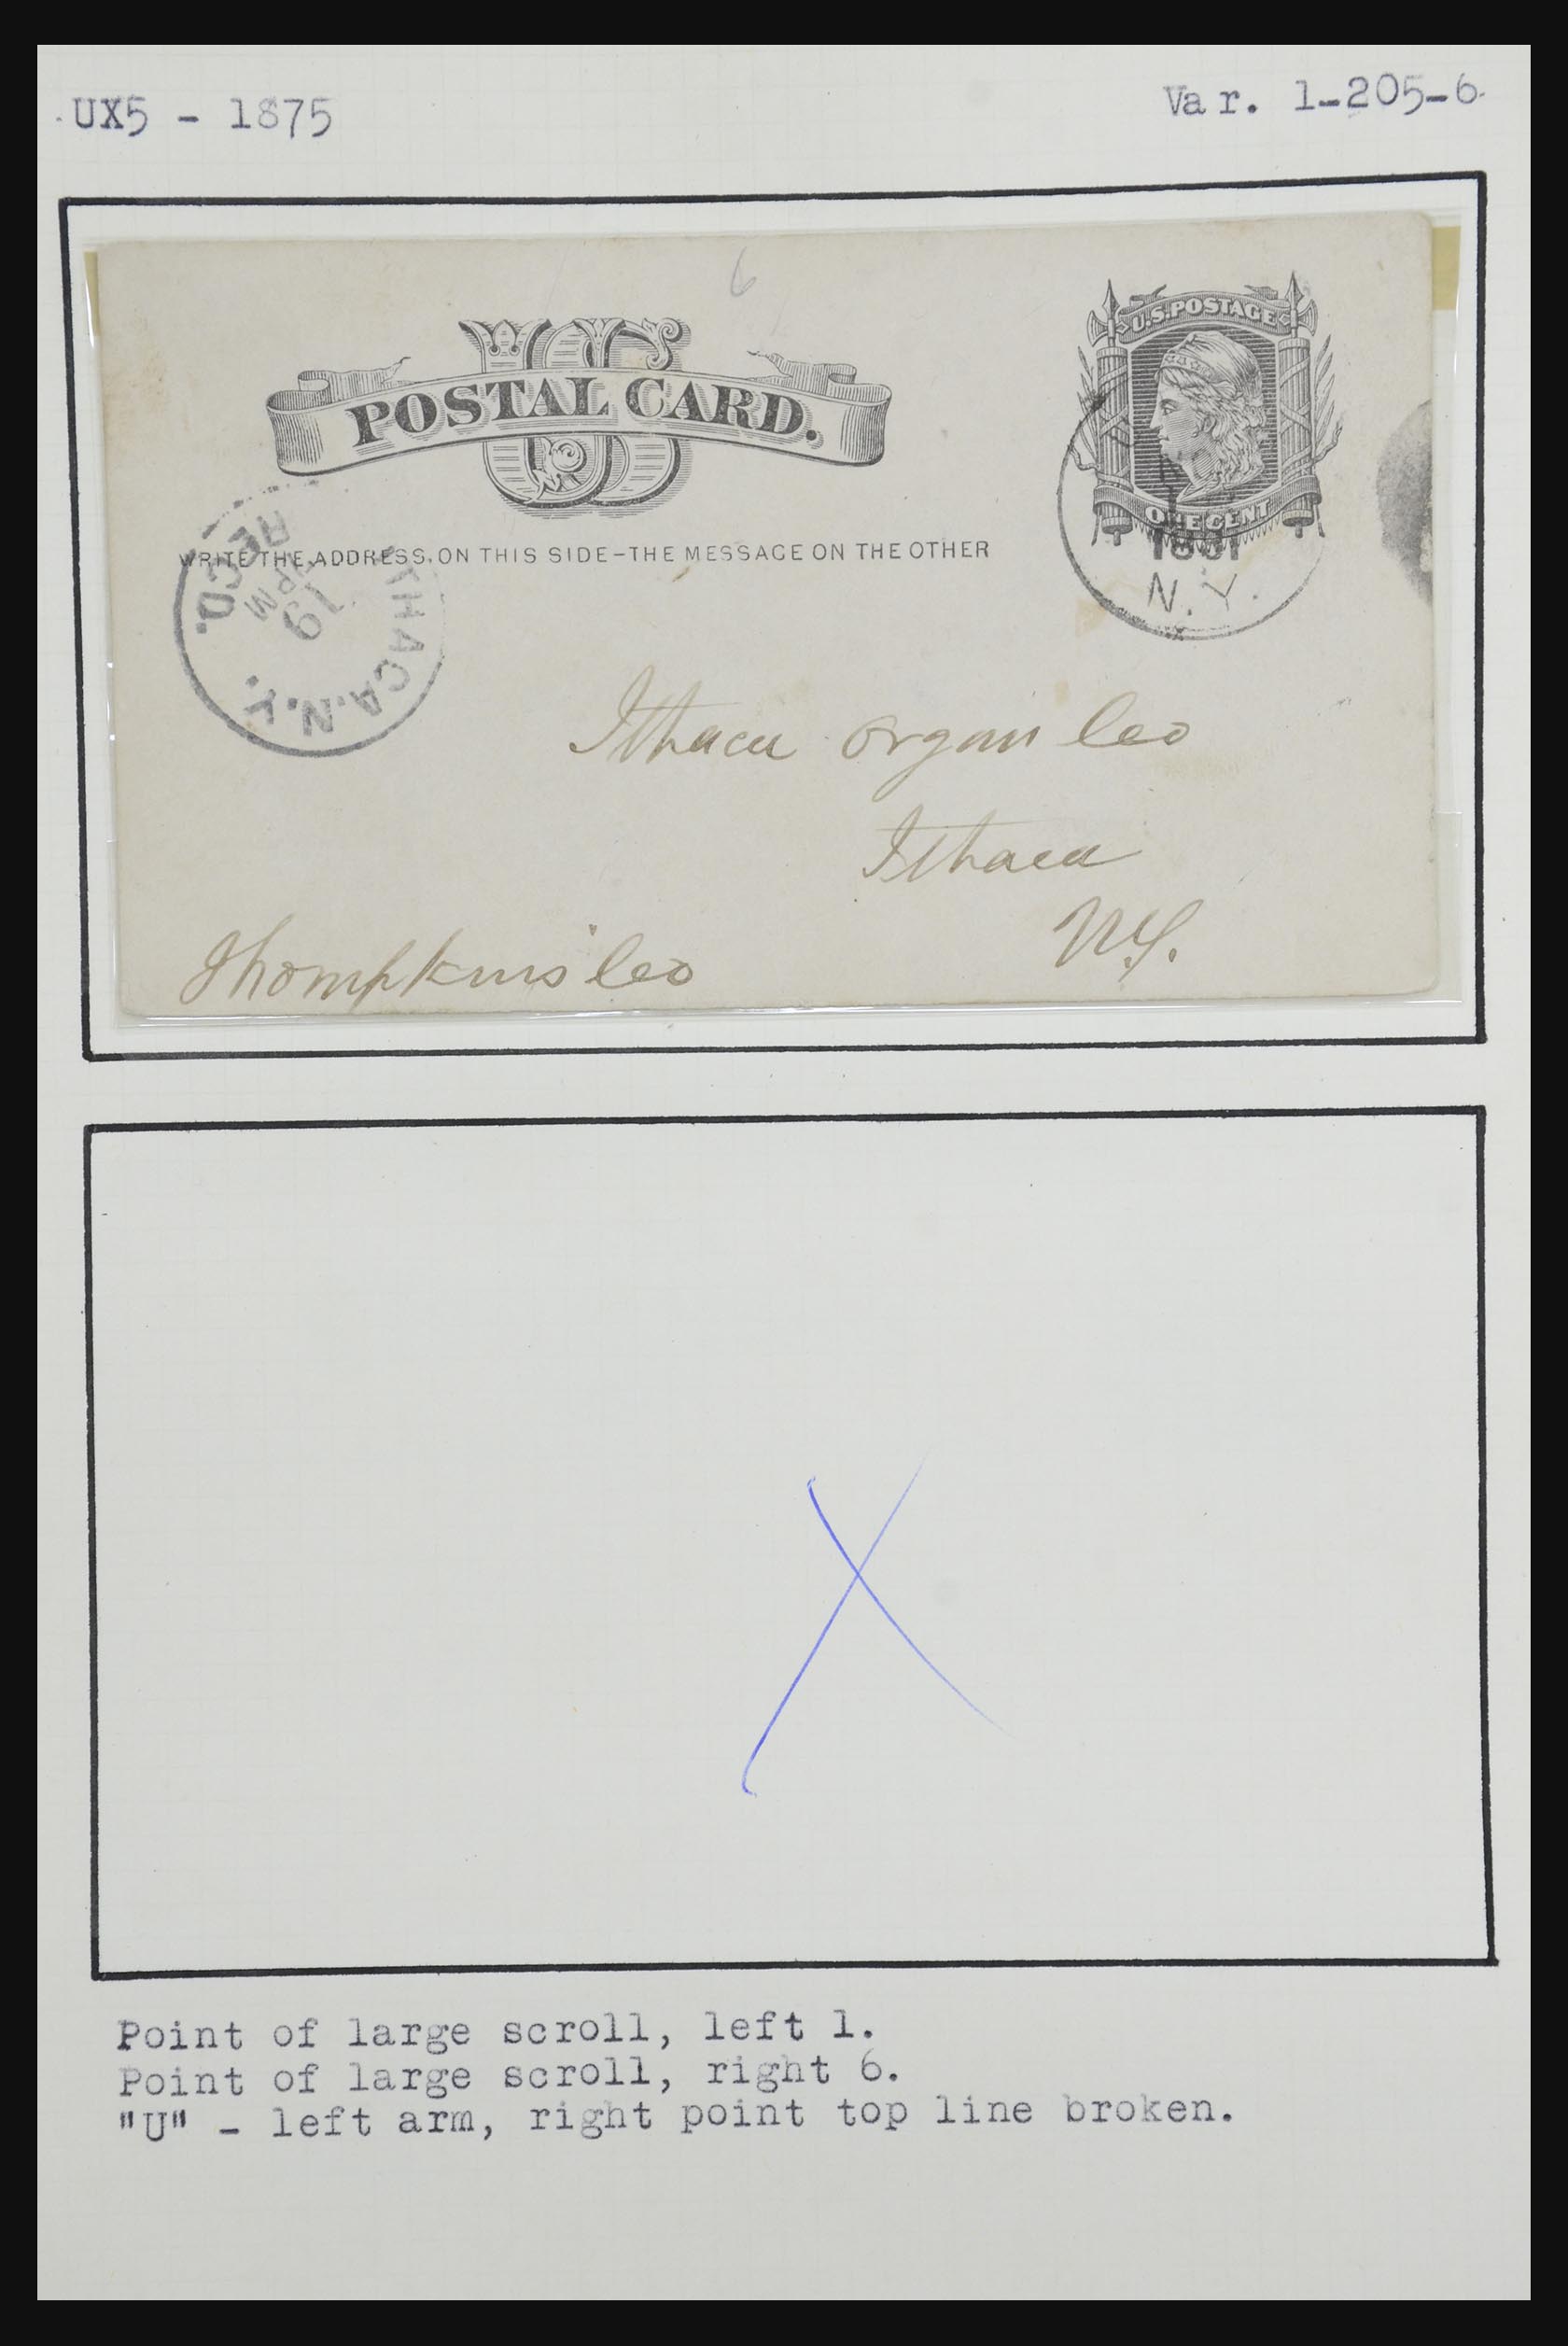 UX5 - 1875
Var. 1-205-6
6
US
POSTAL CARD.
U.S.POSTAGE
ONE CENT
WRITE THE ADDRESS, ON THIS SIDE-THE MESSAGE ON THE OTHER
1881
N.Y.
ITHACA.N.Y.
REC'D.
19
PM
Ithaca Organ Co
Ithaca
N.Y.
Thompkins Co
X
Point of large scroll, left 1.
Point of large scroll, right 6.
"U" - left arm, right point top line broken.